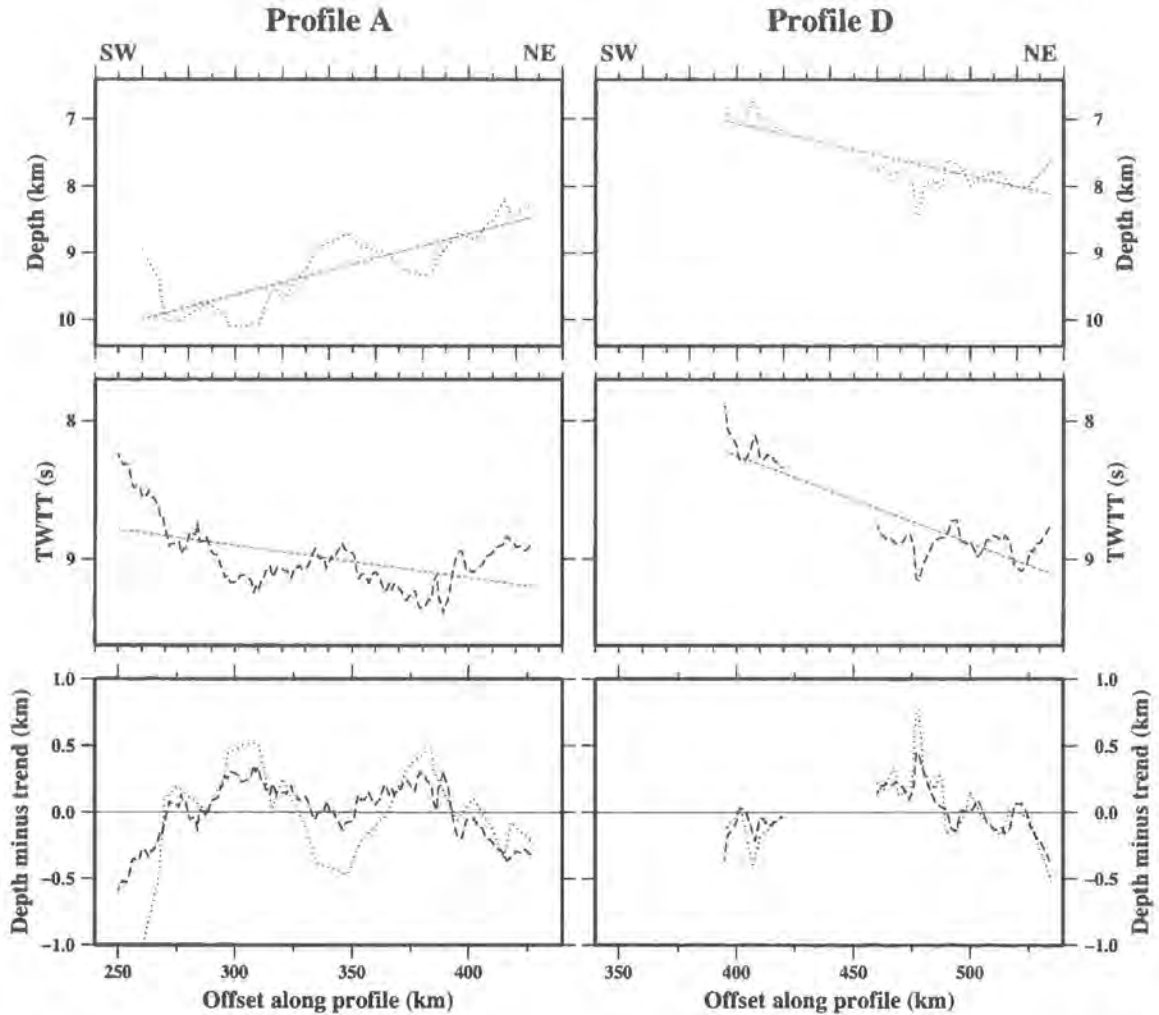 Profile A
Profile D
SW NE
SW NE
7
8
9
10
Depth (km)
7
8
9
10
Depth (km)
8
9
TWTT (s)
8
9
TWTT (s)
1.0
0.5
0.0
−0.5
−1.0
Depth minus trend (km)
1.0
0.5
0.0
−0.5
−1.0
Depth minus trend (km)
250 300 350 400
350 400 450 500
Offset along profile (km)
Offset along profile (km)